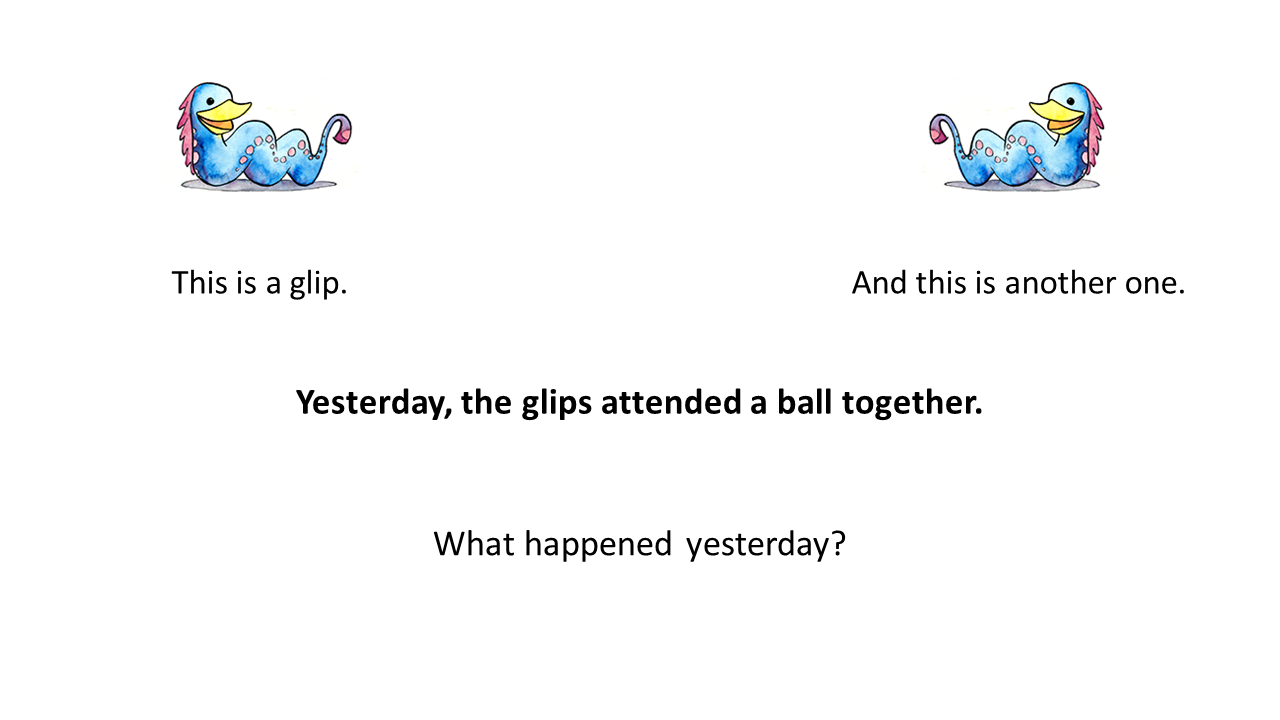 This is a glip.
And this is another one.
Yesterday, the glips attended a ball together.
What happened yesterday?